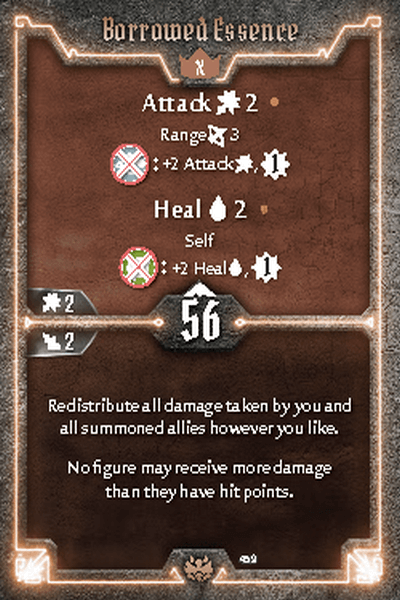 Borrowed Essence
X
Attack 2
Range 3
: +2 Attack, 1
Heal 2
Self
: +2 Heal, 1
2
56
2
Redistribute all damage taken by you and
all summoned allies however you like.
No figure may receive more damage
than they have hit points.